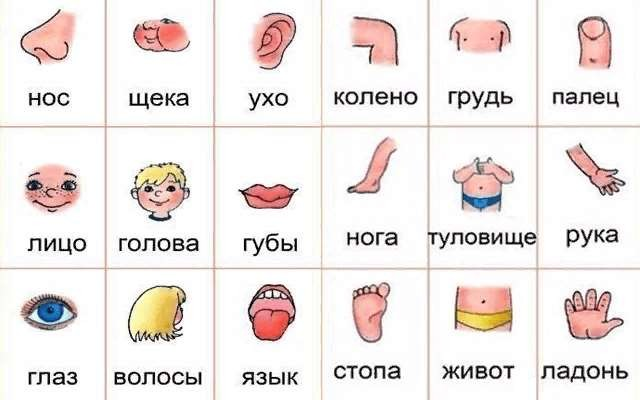 нос щека ухо колено грудь палец
лицо голова губы нога туловище рука
глаз волосы язык стопа живот ладонь